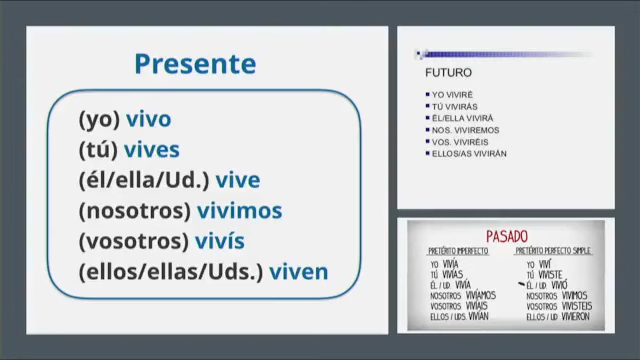 Presente
(yo) vivo
(tú) vives
(él/ella/Ud.) vive
(nosotros) vivimos
(vosotros) vivís
(ellos/ellas/Uds.) viven
FUTURO
YO VIVIRÉ
TÚ VIVIRÁS
ÉL/ELLA VIVIRÁ
NOS. VIVIREMOS
VOS. VIVIRÉIS
ELLOS/AS VIVIRÁN
PASADO
PRETÉRITO IMPERFECTO
YO VIVÍA
TÚ VIVÍAS
ÉL / UD VIVÍA
NOSOTROS VIVÍAMOS
VOSOTROS VIVÍAIS
ELLOS / UDS. VIVÍAN
PRETÉRITO PERFECTO SIMPLE
YO VIVÍ
TÚ VIVISTE
ÉL / UD VIVIÓ
NOSOTROS VIVIMOS
VOSOTROS VIVISTEIS
ELLOS / UD VIVIERON